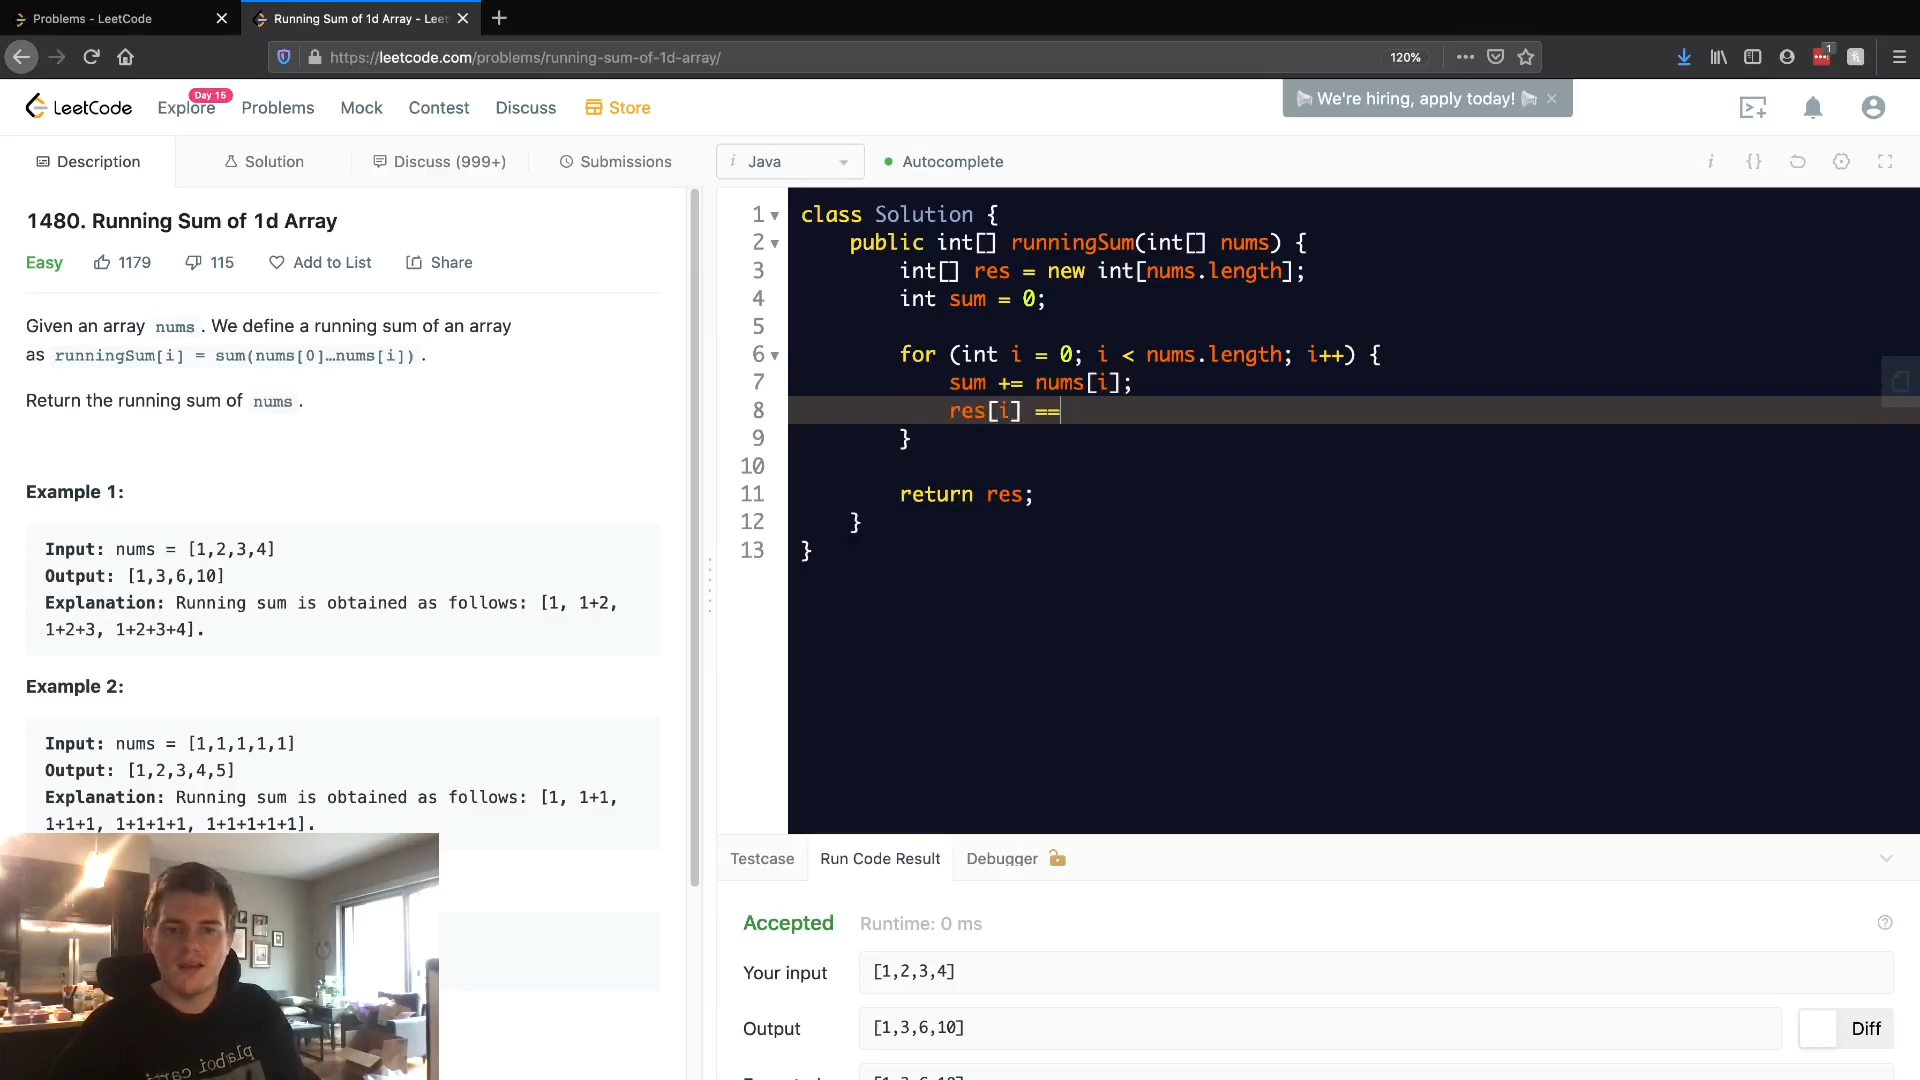 Problems - LeetCode
Running Sum of 1d Array - Leet
https://leetcode.com/problems/running-sum-of-1d-array/
120%
1
LeetCode
Explore
Day 15
Problems
Mock
Contest
Discuss
Store
We're hiring, apply today!
Description
Solution
Discuss (999+)
Submissions
i Java
Autocomplete
i
{}
1480. Running Sum of 1d Array
Easy
1179
115
Add to List
Share
Given an array nums. We define a running sum of an array
as runningSum[i] = sum(nums[0]…nums[i]).
Return the running sum of nums.
Example 1:
Input: nums = [1,2,3,4]
Output: [1,3,6,10]
Explanation: Running sum is obtained as follows: [1, 1+2,
1+2+3, 1+2+3+4].
Example 2:
Input: nums = [1,1,1,1,1]
Output: [1,2,3,4,5]
Explanation: Running sum is obtained as follows: [1, 1+1,
1+1+1, 1+1+1+1, 1+1+1+1+1].
1 class Solution {
2 public int[] runningSum(int[] nums) {
3 int[] res = new int[nums.length];
4 int sum = 0;
5
6 for (int i = 0; i < nums.length; i++) {
7 sum += nums[i];
8 res[i] ==
9 }
10
11 return res;
12 }
13 }
Testcase
Run Code Result
Debugger
Accepted
Runtime: 0 ms
Your input
[1,2,3,4]
Output
[1,3,6,10]
Diff
playboi